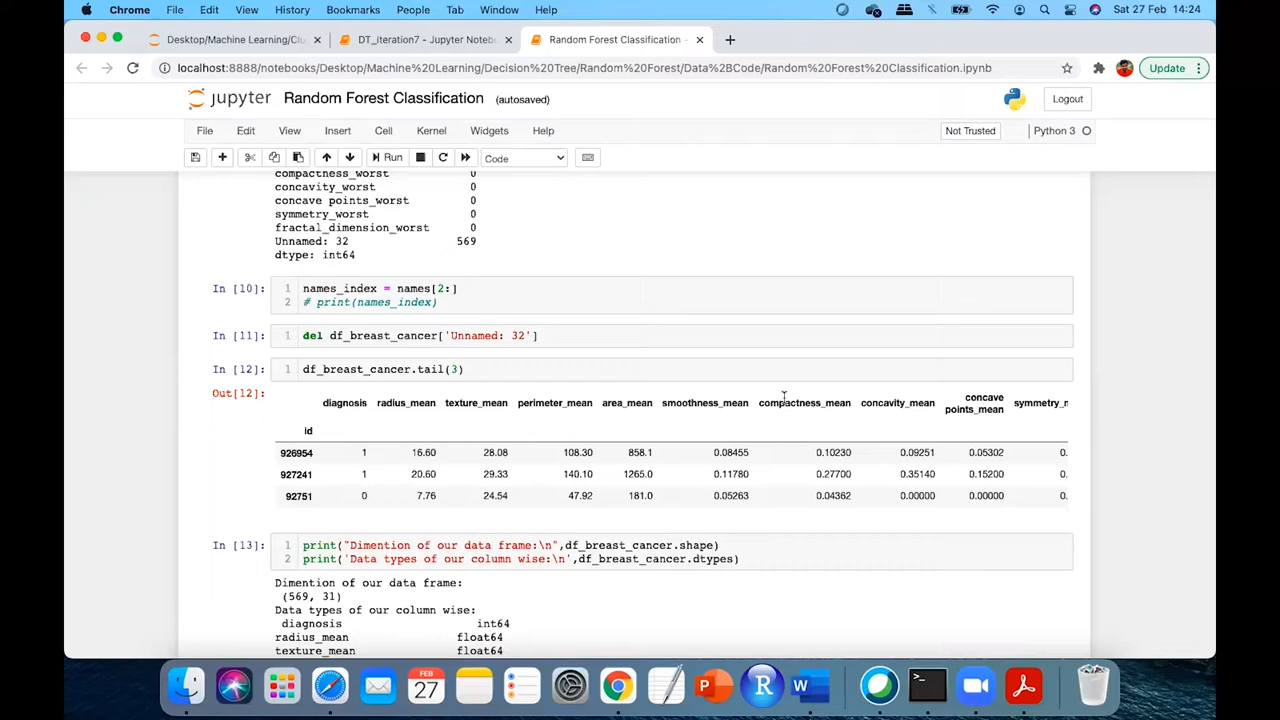 Chrome File Edit View History Bookmarks People Tab Window Help Sat 27 Feb 14:24
Desktop/Machine Learning/Clu DT_Iteration7 - Jupyter Notebo Random Forest Classification -
localhost:8888/notebooks/Desktop/Machine%20Learning/Decision%20Tree/Random%20Forest/Data%2BCode/Random%20Forest%20Classification.ipynb Update
jupyter Random Forest Classification (autosaved) Logout
File Edit View Insert Cell Kernel Widgets Help Not Trusted Python 3
Run Code
compactness_worst 0
concavity_worst 0
concave points_worst 0
symmetry_worst 0
fractal_dimension_worst 0
Unnamed: 32 569
dtype: int64
In [10]: 1 names_index = names[2:]
2 # print(names_index)
In [11]: 1 del df_breast_cancer['Unnamed: 32']
In [12]: 1 df_breast_cancer.tail(3)
Out[12]:
diagnosis radius_mean texture_mean perimeter_mean area_mean smoothness_mean compactness_mean concavity_mean concave points_mean symmetry_n
id
926954 1 16.60 28.08 108.30 858.1 0.08455 0.10230 0.09251 0.05302 0.
927241 1 20.60 29.33 140.10 1265.0 0.11780 0.27700 0.35140 0.15200 0.
92751 0 7.76 24.54 47.92 181.0 0.05263 0.04362 0.00000 0.00000 0.
In [13]: 1 print("Dimention of our data frame:\n",df_breast_cancer.shape)
2 print('Data types of our column wise:\n',df_breast_cancer.dtypes)
Dimention of our data frame:
(569, 31)
Data types of our column wise:
diagnosis int64
radius_mean float64
texture_mean float64
FEB
27